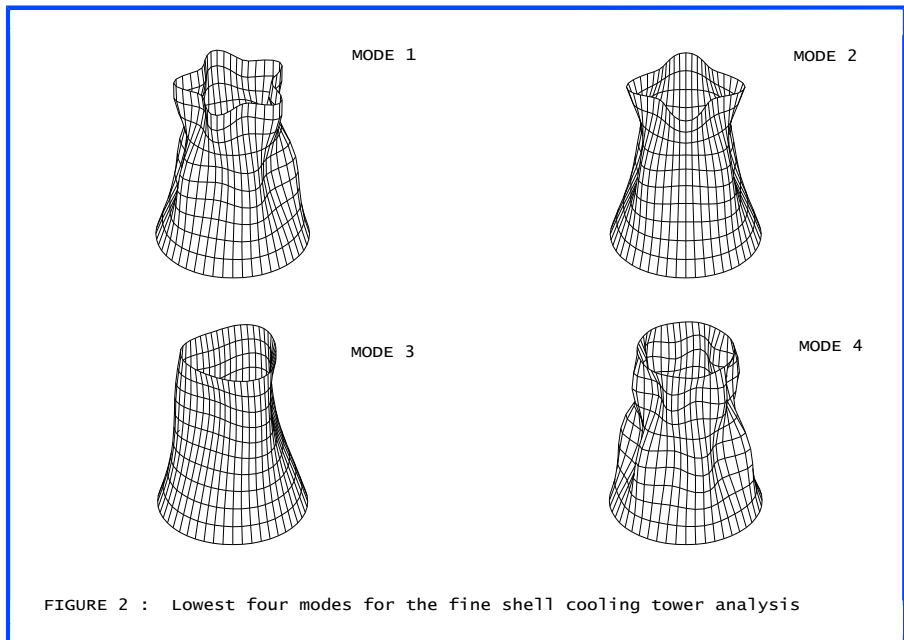 MODE 1
MODE 2
MODE 3
MODE 4
FIGURE 2 : Lowest four modes for the fine shell cooling tower analysis